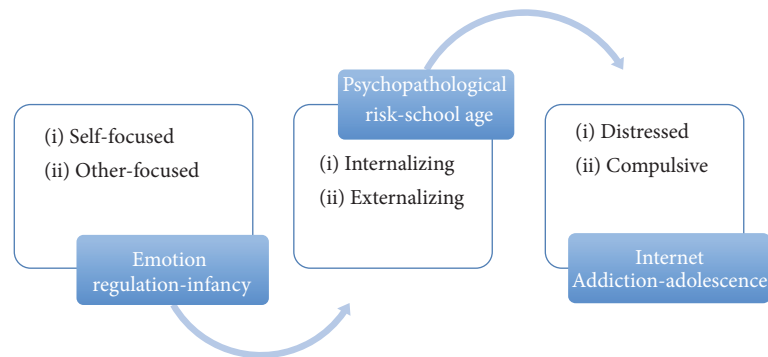 (i) Self-focused
(ii) Other-focused
Emotion
regulation-infancy
Psychopathological
risk-school age
(i) Internalizing
(ii) Externalizing
(i) Distressed
(ii) Compulsive
Internet
Addiction-adolescence